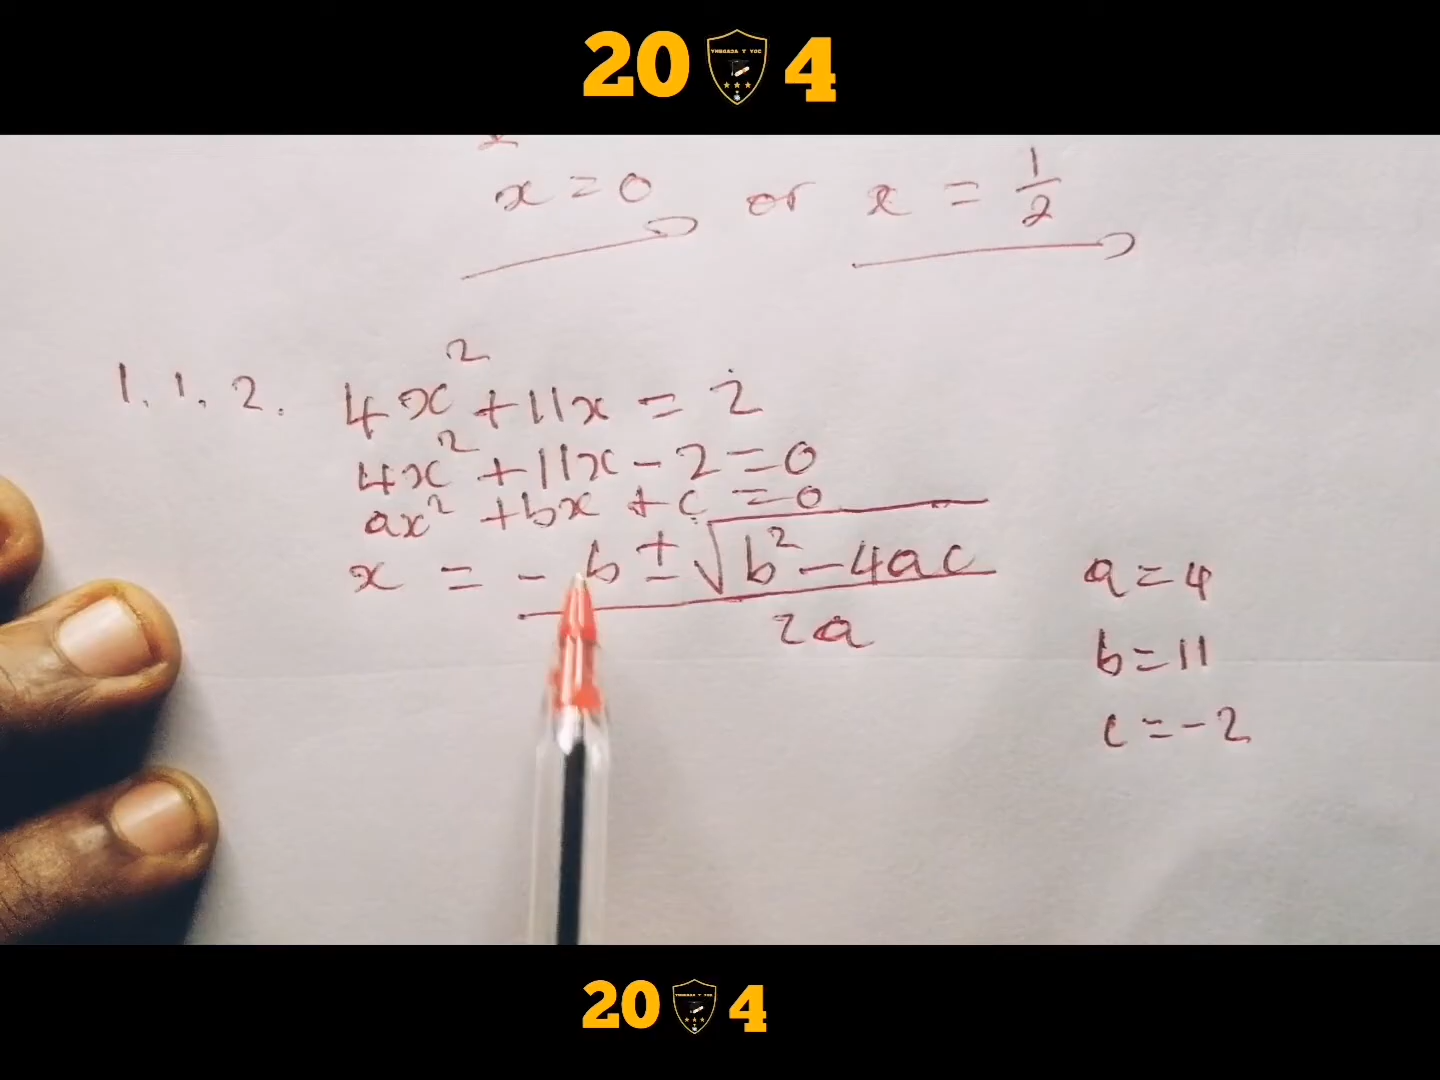 20 4
x = 0 or x = 1/2
1.1.2. 4x² + 11x = 2
4x² + 11x - 2 = 0
ax² + bx + c = 0
x = -b ± √b² - 4ac
2a
a = 4
b = 11
c = -2
20 4